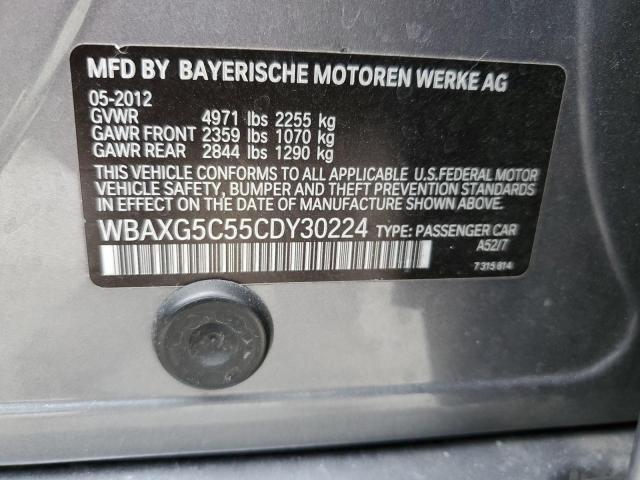 MFD BY BAYERISCHE MOTOREN WERKE AG
05-2012
GVWR 4971 lbs 2255 kg
GAWR FRONT 2359 lbs 1070 kg
GAWR REAR 2844 lbs 1290 kg
THIS VEHICLE CONFORMS TO ALL APPLICABLE U.S.FEDERAL MOTOR
VEHICLE SAFETY, BUMPER AND THEFT PREVENTION STANDARDS
IN EFFECT ON THE DATE OF MANUFACTURE SHOWN ABOVE.
WBAXG5C55CDY30224 TYPE: PASSENGER CAR
A52/7
7 315 814